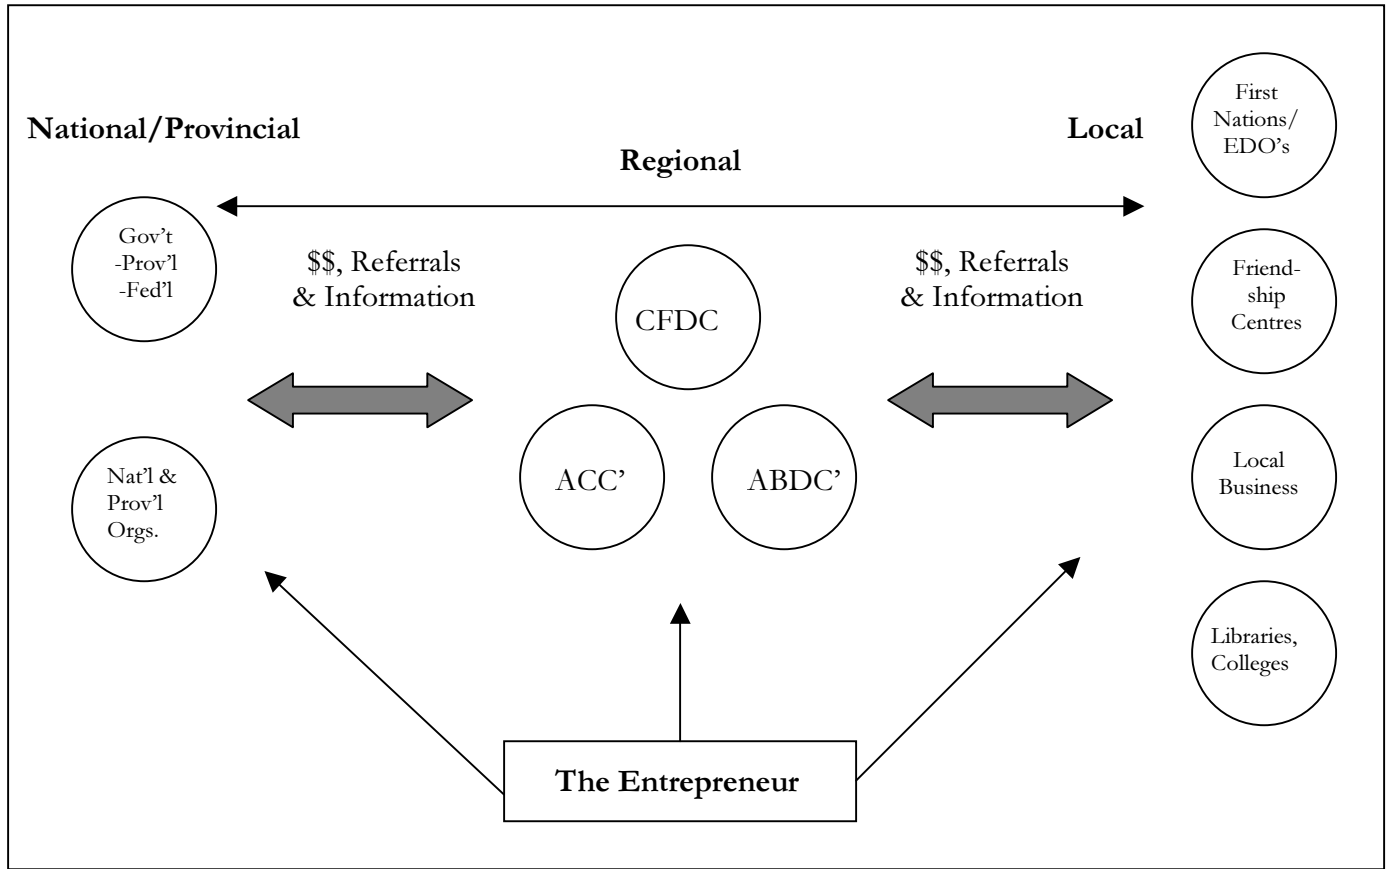 National/Provincial
Regional
Local
Gov’t
-Prov’l
-Fed’l
Nat’l &
Prov’l
Orgs.
$$, Referrals
& Information
CFDC
ACC’
ABDC’
$$, Referrals
& Information
First
Nations/
EDO’s
Friend-
ship
Centres
Local
Business
Libraries,
Colleges
The Entrepreneur